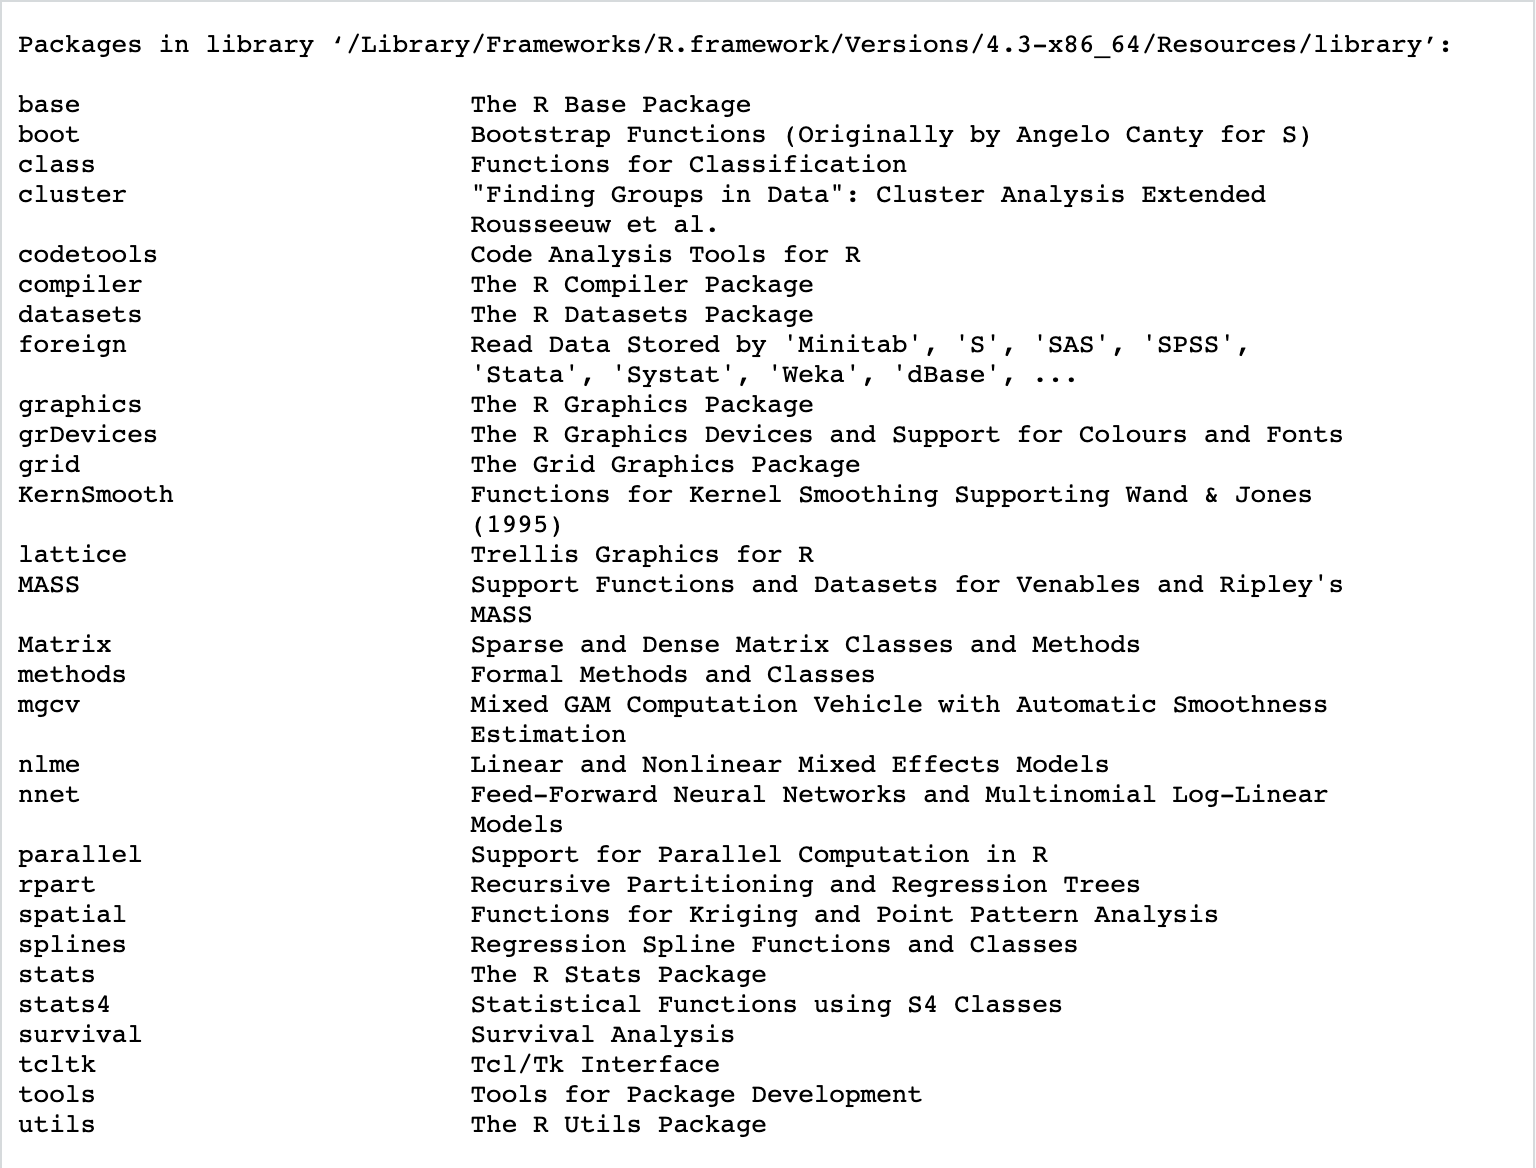 Packages in library ‘/Library/Frameworks/R.framework/Versions/4.3-x86_64/Resources/library’:
base The R Base Package
boot Bootstrap Functions (Originally by Angelo Canty for S)
class Functions for Classification
cluster "Finding Groups in Data": Cluster Analysis Extended
Rousseeuw et al.
codetools Code Analysis Tools for R
compiler The R Compiler Package
datasets The R Datasets Package
foreign Read Data Stored by 'Minitab', 'S', 'SAS', 'SPSS',
'Stata', 'Systat', 'Weka', 'dBase', ...
graphics The R Graphics Package
grDevices The R Graphics Devices and Support for Colours and Fonts
grid The Grid Graphics Package
KernSmooth Functions for Kernel Smoothing Supporting Wand & Jones
(1995)
lattice Trellis Graphics for R
MASS Support Functions and Datasets for Venables and Ripley's
MASS
Matrix Sparse and Dense Matrix Classes and Methods
methods Formal Methods and Classes
mgcv Mixed GAM Computation Vehicle with Automatic Smoothness
Estimation
nlme Linear and Nonlinear Mixed Effects Models
nnet Feed-Forward Neural Networks and Multinomial Log-Linear
Models
parallel Support for Parallel Computation in R
rpart Recursive Partitioning and Regression Trees
spatial Functions for Kriging and Point Pattern Analysis
splines Regression Spline Functions and Classes
stats The R Stats Package
stats4 Statistical Functions using S4 Classes
survival Survival Analysis
tcltk Tcl/Tk Interface
tools Tools for Package Development
utils The R Utils Package